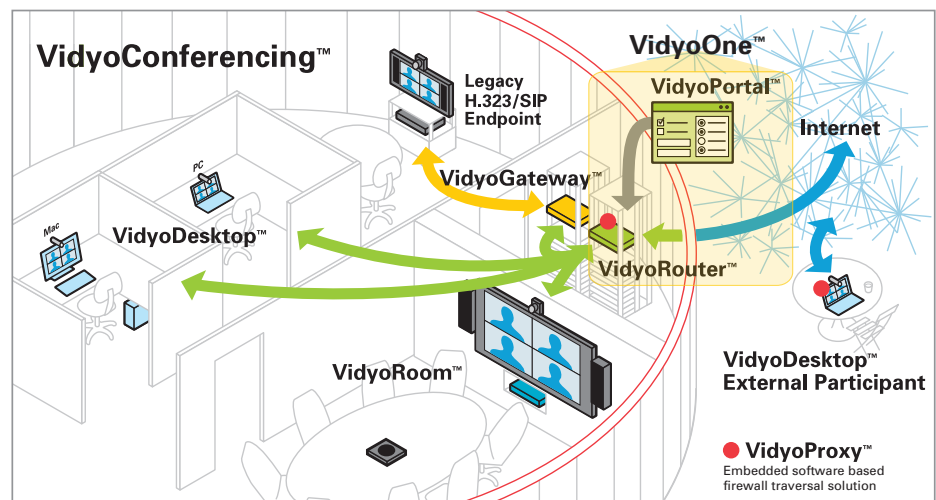 VidyoConferencing™
VidyoOne™
Legacy
H.323/SIP
Endpoint
VidyoPortal™
Internet
PC
VidyoGateway™
Mac
VidyoDesktop™
VidyoRouter™
VidyoRoom™
VidyoDesktop™
External Participant
VidyoProxy™
Embedded software based
firewall traversal solution